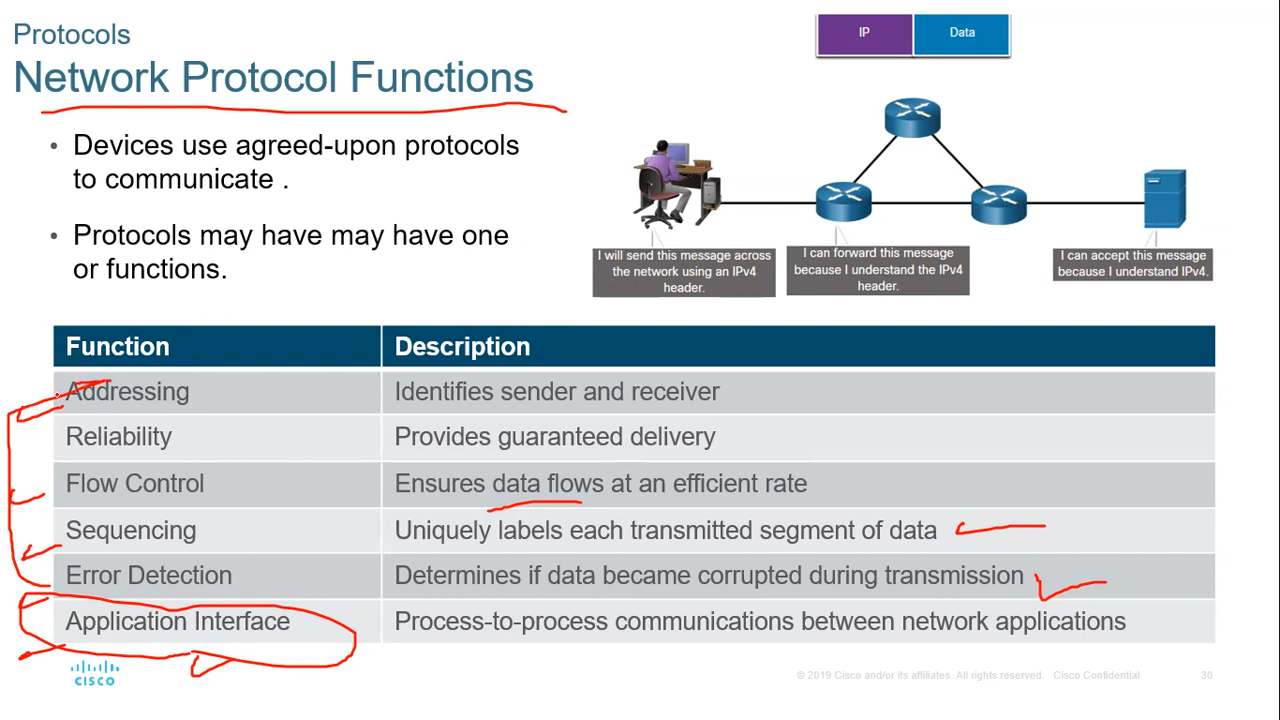 Protocols
Network Protocol Functions
• Devices use agreed-upon protocols
to communicate .
• Protocols may have may have one
or functions.
IP Data
I will send this message across
the network using an IPv4
header.
I can forward this message
because I understand the IPv4
header.
I can accept this message
because I understand IPv4.
Function Description
Addressing Identifies sender and receiver
Reliability Provides guaranteed delivery
Flow Control Ensures data flows at an efficient rate
Sequencing Uniquely labels each transmitted segment of data
Error Detection Determines if data became corrupted during transmission
Application Interface Process-to-process communications between network applications
CISCO
© 2019 Cisco and/or its affiliates. All rights reserved. Cisco Confidential 30